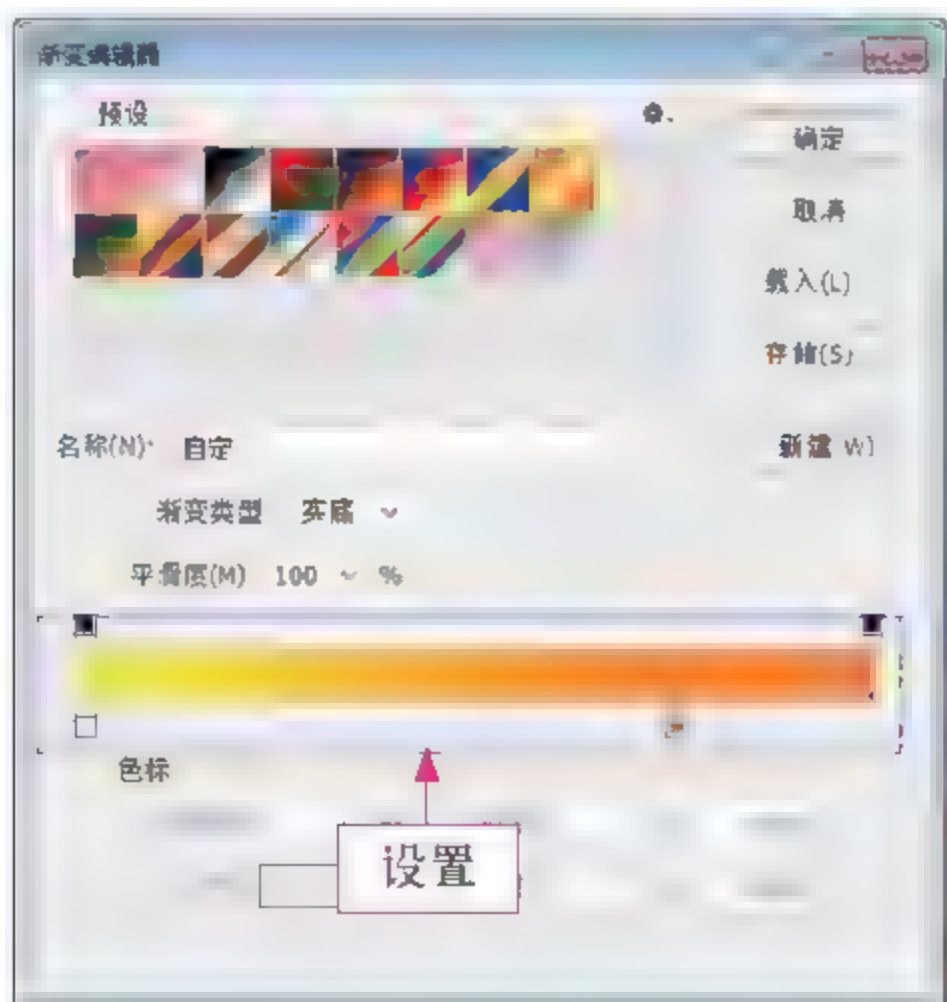 渐变编辑器
预设
确定
取消
载入(L)
存储(S)
名称(N): 自定
新建(W)
渐变类型 实底
平滑度(M) 100 %
色标
设置